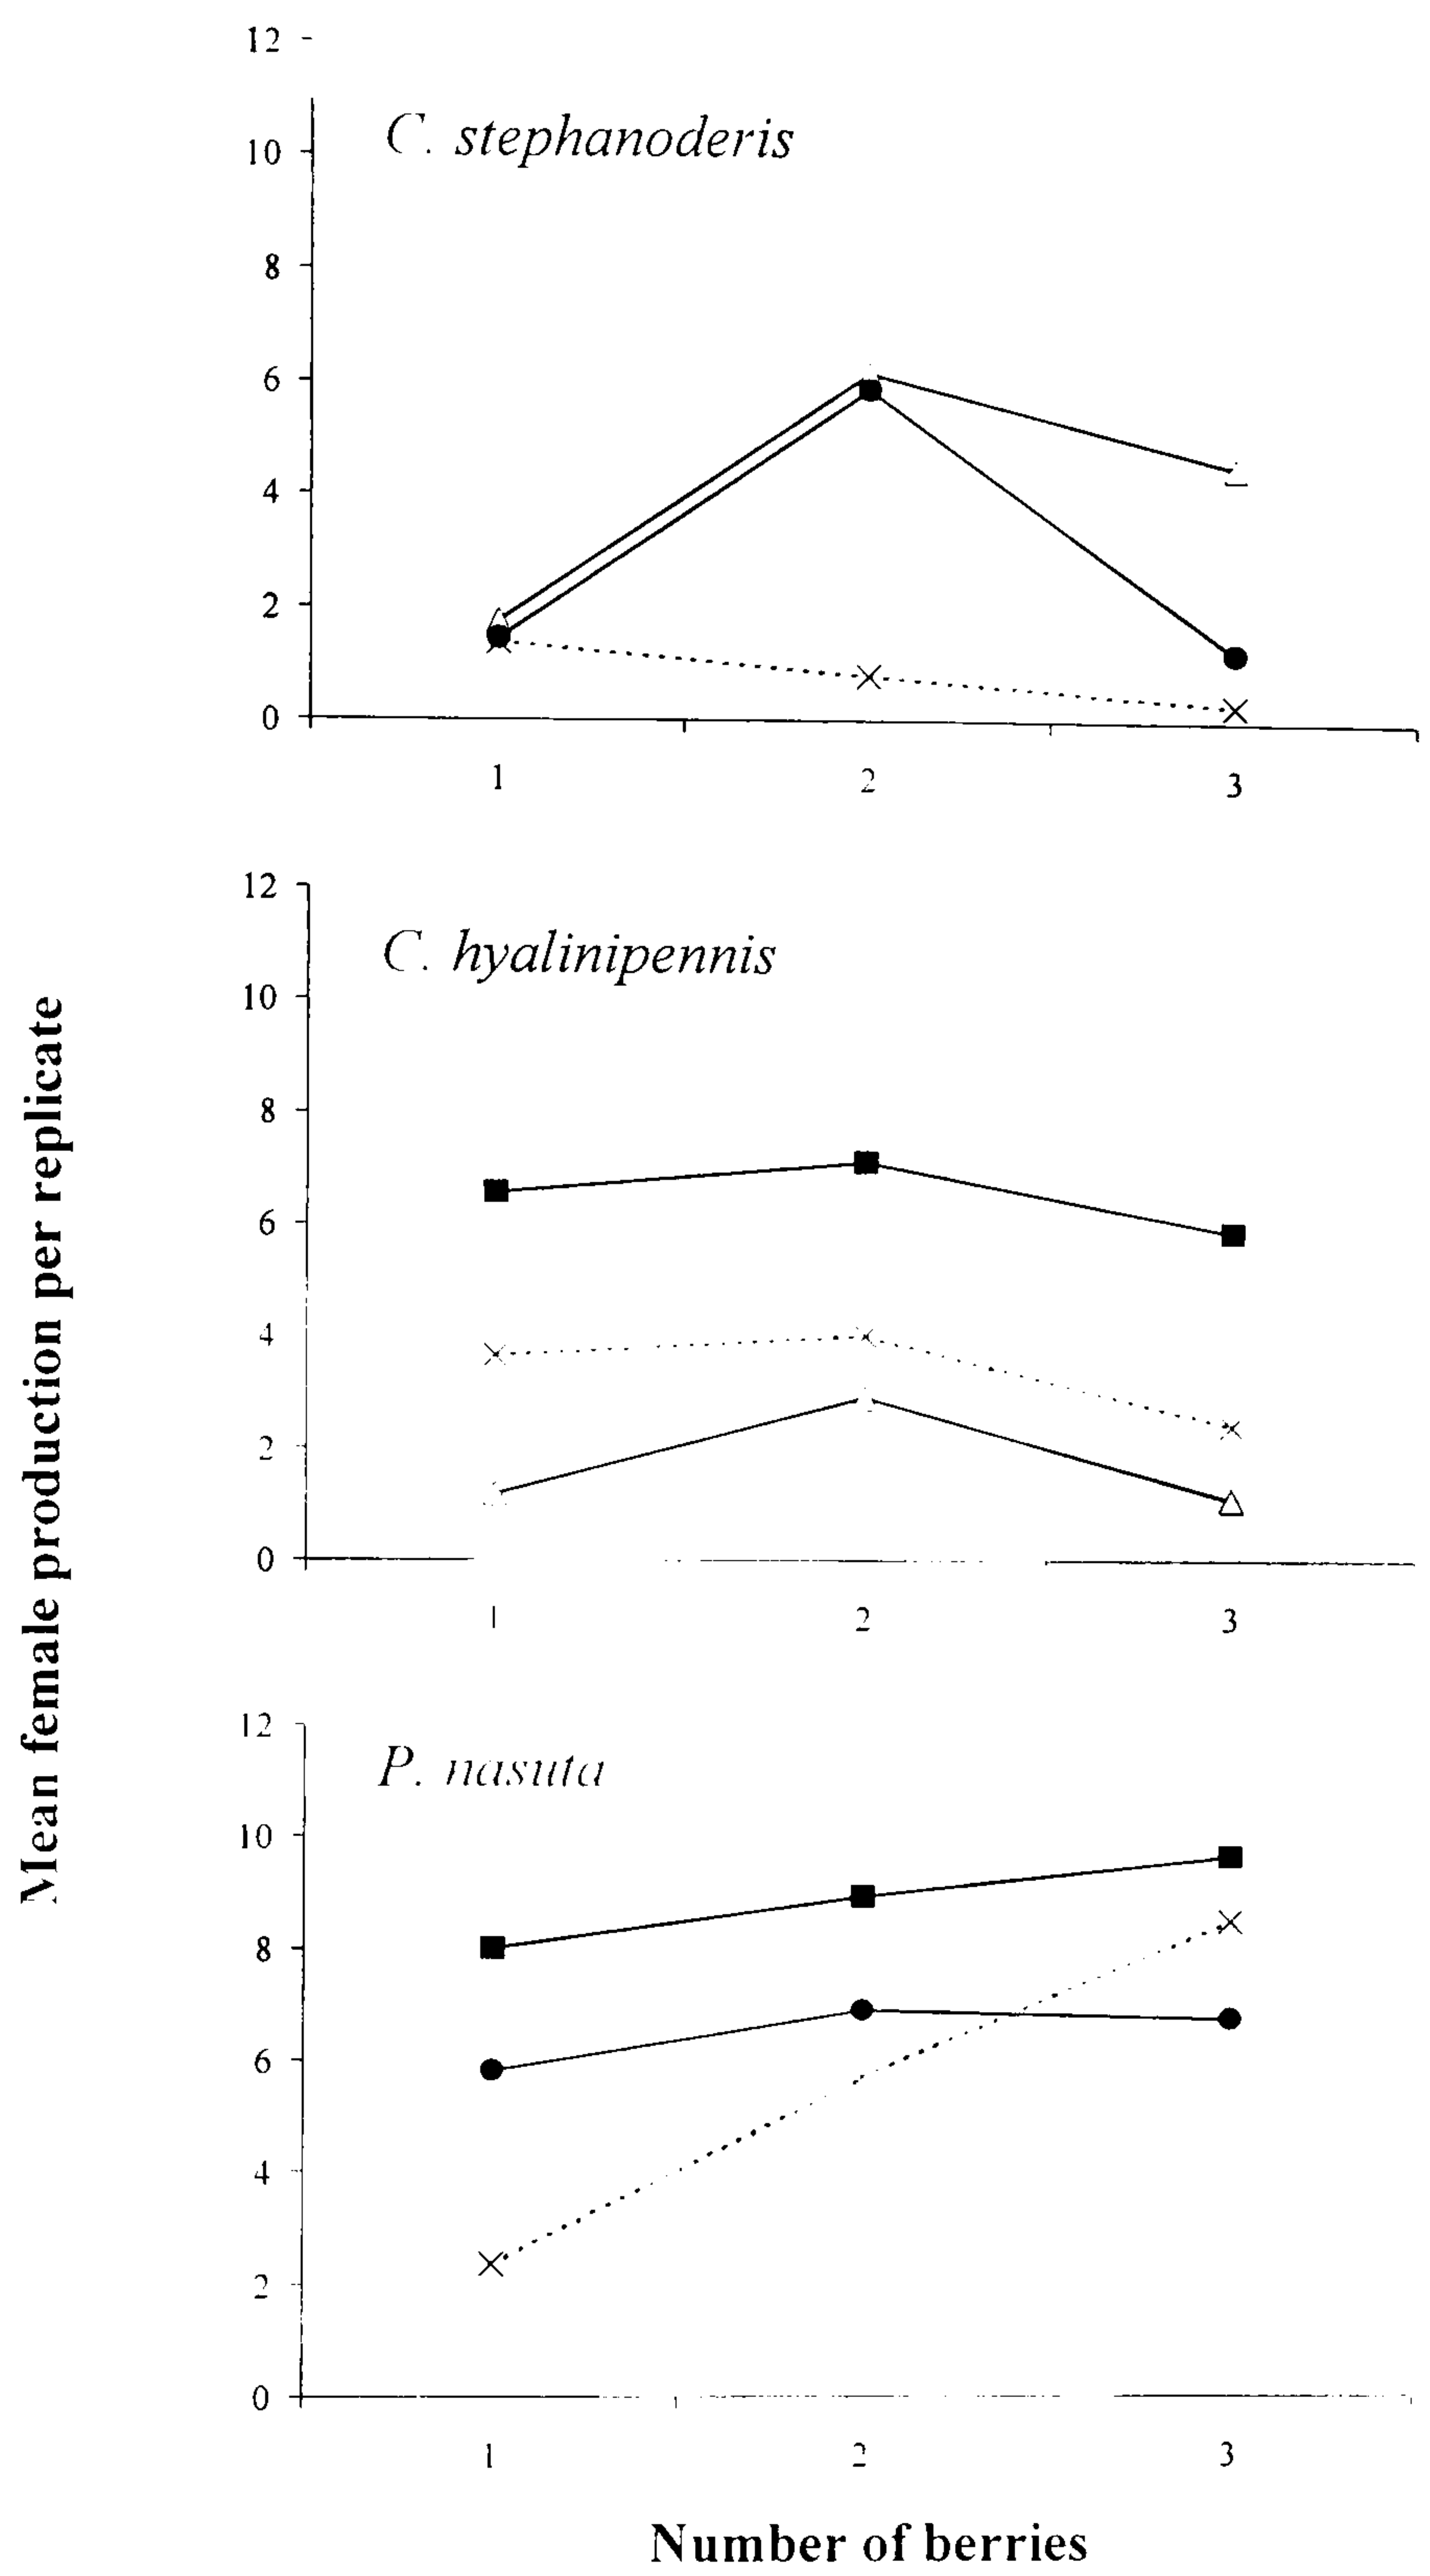 Mean female production per replicate
12
C. stephanoderis
10
8
6
4
2
0
1 2 3
12
C. hyalinipennis
10
8
6
4
2
0
1 2 3
12
P. nasuta
10
8
6
4
2
0
1 2 3
Number of berries